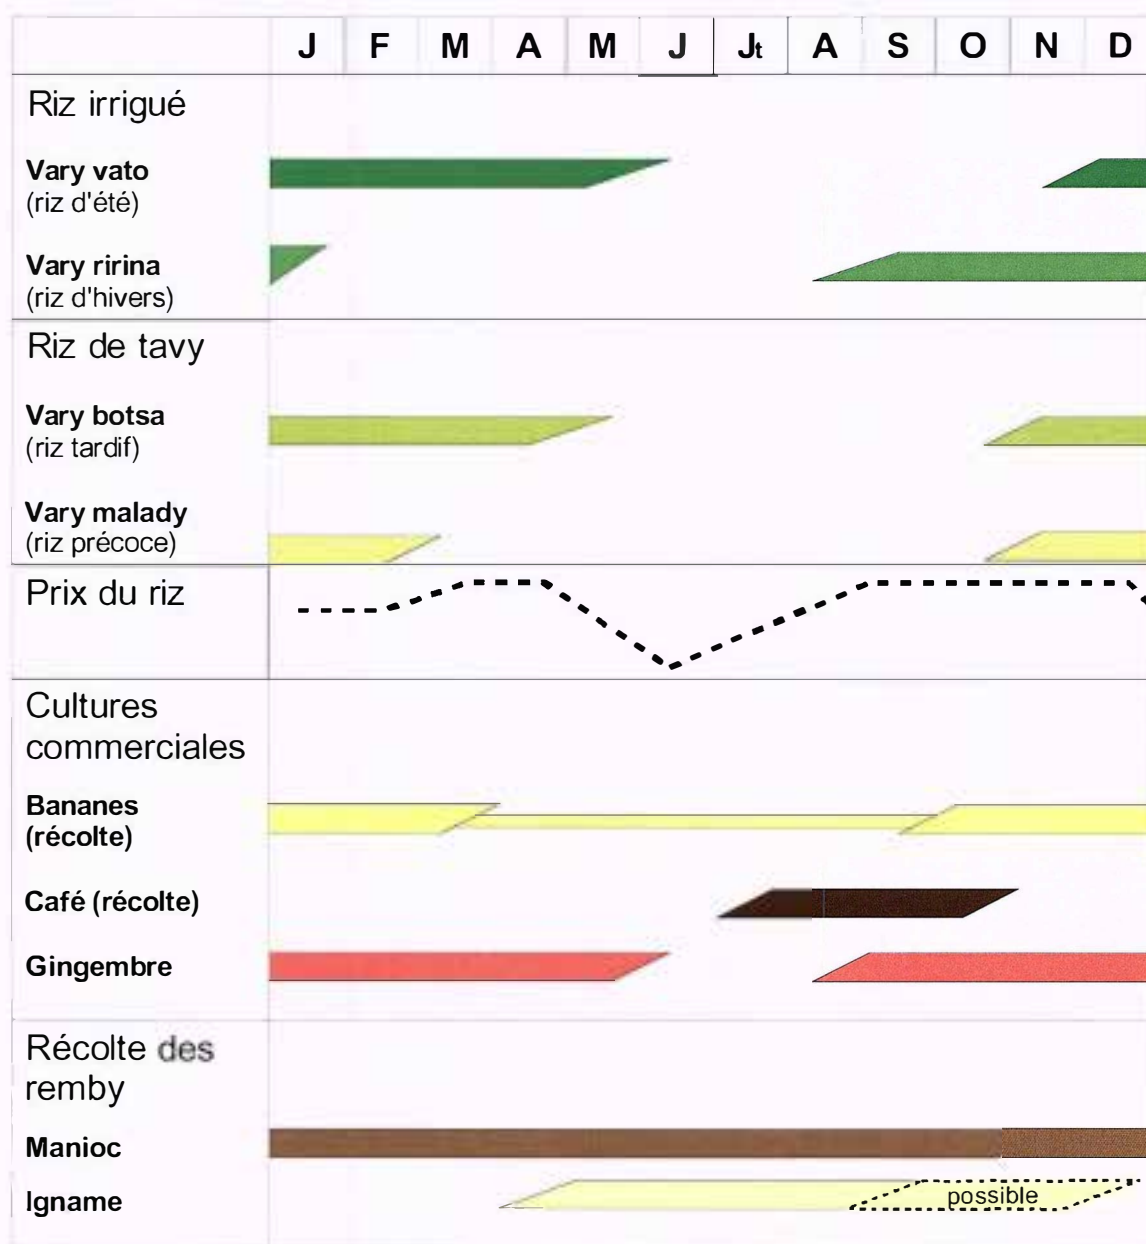 J F M A M J Jt A S O N D
Riz irrigué
Vary vato
(riz d'été)
Vary ririna
(riz d'hivers)
Riz de tavy
Vary botsa
(riz tardif)
Vary malady
(riz précoce)
Prix du riz
Cultures
commerciales
Bananes
(récolte)
Café (récolte)
Gingembre
Récolte des
remby
Manioc
Igname
possible